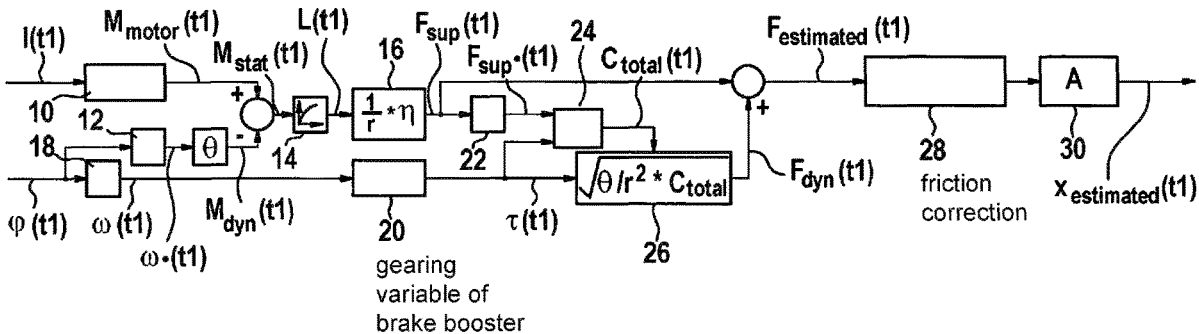 I(t1)
M_motor(t1)
L(t1)
M_stat(t1)
16
F_sup(t1)
24
F_sup•(t1)
C_total(t1)
F_estimated(t1)
10
+
12
-
14
1/r * η
22
A
18
θ
28
30
φ(t1)
ω(t1)
M_dyn(t1)
ω•(t1)
20
τ(t1)
√θ/r² * C_total
26
+
F_dyn(t1)
friction
correction
x_estimated(t1)
gearing
variable of
brake booster